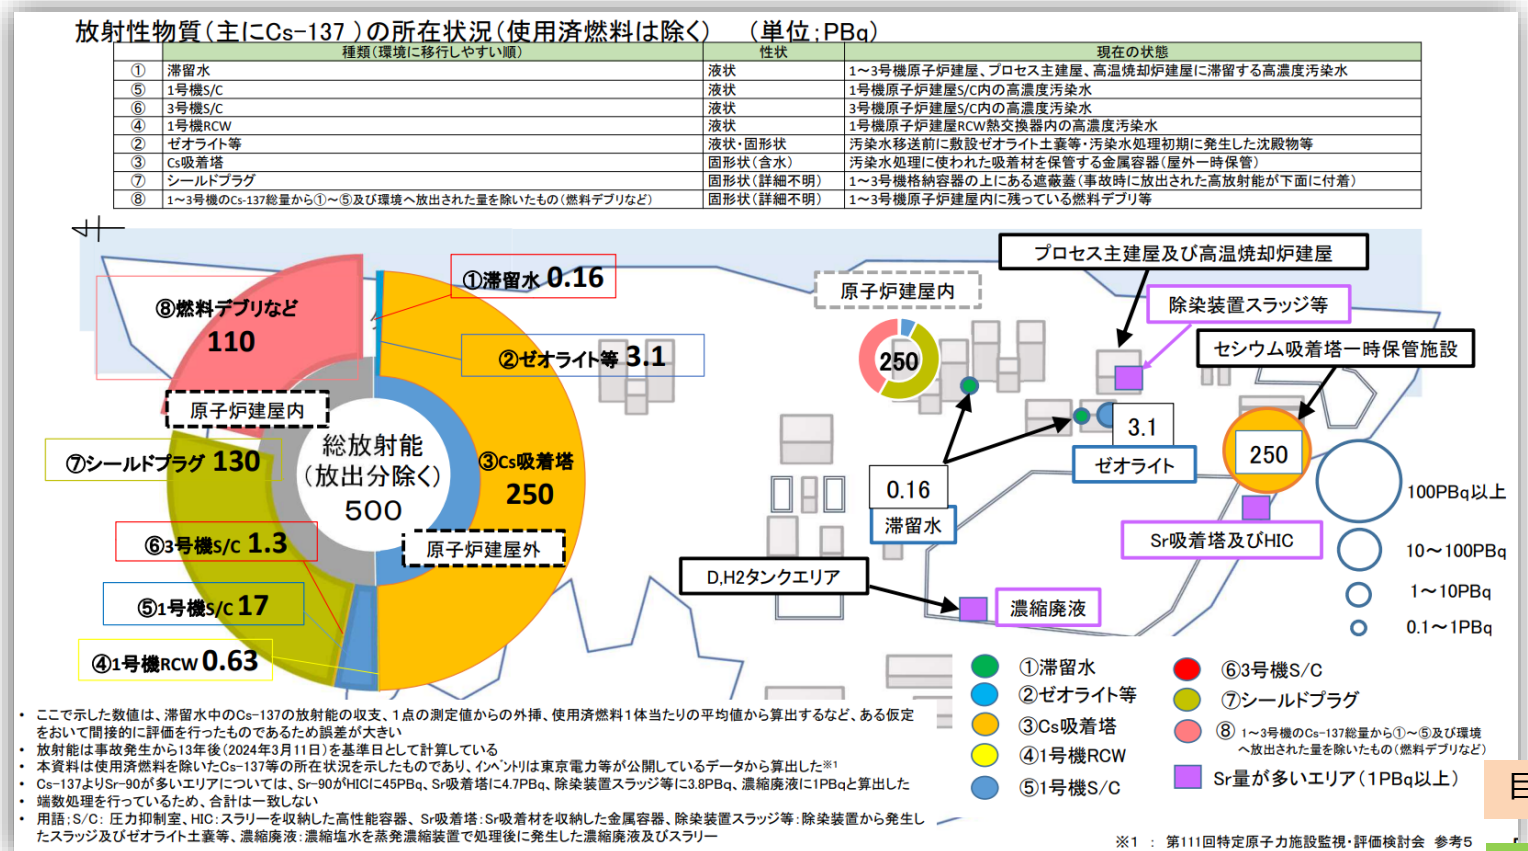 放射性物質(主にCs-137 )の所在状況(使用済燃料は除く) (単位;PBq)
種類(環境に移行しやすい順) 性状 現在の状態
① 滞留水 液状 1～3号機原子炉建屋、プロセス主建屋、高温焼却炉建屋に滞留する高濃度汚染水
⑤ 1号機S/C 液状 1号機原子炉建屋S/C内の高濃度汚染水
⑥ 3号機S/C 液状 3号機原子炉建屋S/C内の高濃度汚染水
④ 1号機RCW 液状 1号機原子炉建屋RCW熱交換器内の高濃度汚染水
② ゼオライト等 液状・固形状 汚染水移送前に敷設ゼオライト土嚢等・汚染水処理初期に発生した沈殿物等
③ Cs吸着塔 固形状(含水) 汚染水処理に使われた吸着材を保管する金属容器(屋外一時保管)
⑦ シールドプラグ 固形状(詳細不明) 1～3号機格納容器の上にある遮蔽蓋(事故時に放出された高放射能が下面に付着)
⑧ 1～3号機のCs-137総量から①～⑤及び環境へ放出された量を除いたもの(燃料デブリなど) 固形状(詳細不明) 1～3号機原子炉建屋内に残っている燃料デブリ等
①滞留水 0.16
⑧燃料デブリなど
110
②ゼオライト等 3.1
原子炉建屋内
総放射能
(放出分除く)
500
③Cs吸着塔
250
⑦シールドプラグ 130
⑥3号機S/C 1.3
原子炉建屋外
⑤1号機S/C 17
④1号機RCW 0.63
プロセス主建屋及び高温焼却炉建屋
原子炉建屋内
除染装置スラッジ等
250
セシウム吸着塔一時保管施設
3.1
ゼオライト
250
0.16
滞留水
100PBq以上
Sr吸着塔及びHIC
10～100PBq
D,H2タンクエリア
1～10PBq
濃縮廃液
0.1～1PBq
①滞留水
②ゼオライト等
③Cs吸着塔
④1号機RCW
⑤1号機S/C
⑥3号機S/C
⑦シールドプラグ
⑧ 1～3号機のCs-137総量から①～⑤及び環境
へ放出された量を除いたもの(燃料デブリなど)
Sr量が多いエリア(1PBq以上)
• ここで示した数値は、滞留水中のCs-137の放射能の収支、1点の測定値からの外挿、使用済燃料1体当たりの平均値から算出するなど、ある仮定
をおいて間接的に評価を行ったものであるため誤差が大きい
• 放射能は事故発生から13年後(2024年3月11日)を基準日として計算している
• 本資料は使用済燃料を除いたCs-137等の所在状況を示したものであり、インベントリは東京電力等が公開しているデータから算出した※1
• Cs-137よりSr-90が多いエリアについては、Sr-90がHICに45PBq、Sr吸着塔に4.7PBq、除染装置スラッジ等に3.8PBq、濃縮廃液に1PBqと算出した
• 端数処理を行っているため、合計は一致しない
• 用語;S/C: 圧力抑制室、HIC:スラリーを収納した高性能容器、Sr吸着塔:Sr吸着材を収納した金属容器、除染装置スラッジ等:除染装置から発生し
たスラッジ及びゼオライト土嚢等、濃縮廃液:濃縮塩水を蒸発濃縮装置で処理後に発生した濃縮廃液及びスラリー
※1 : 第111回特定原子力施設監視・評価検討会 参考5